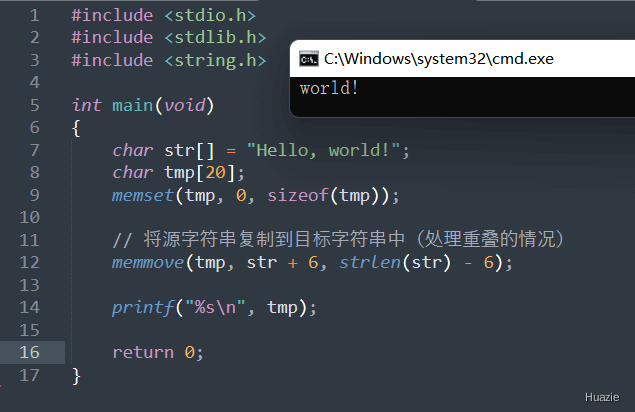 1 #include <stdio.h>
2 #include <stdlib.h>
3 #include <string.h>
C:\Windows\system32\cmd.exe
world!
4
5 int main(void)
6 {
7     char str[] = "Hello, world!";
8     char tmp[20];
9     memset(tmp, 0, sizeof(tmp));
10
11     // 将源字符串复制到目标字符串中（处理重叠的情况）
12     memmove(tmp, str + 6, strlen(str) - 6);
13
14     printf("%s\n", tmp);
15
16     return 0;
17 }
Huazie